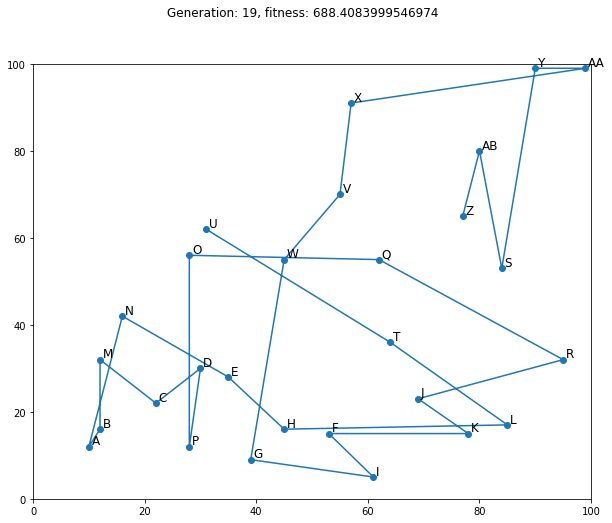 Generation: 19, fitness: 688.4083999546974
100
Y
AA
X
80
AB
V
Z
U
60
O
W
Q
S
40
N
T
M
R
D
E
20
C
J
B
H
F
K
L
A
P
G
I
0
0
20
40
60
80
100